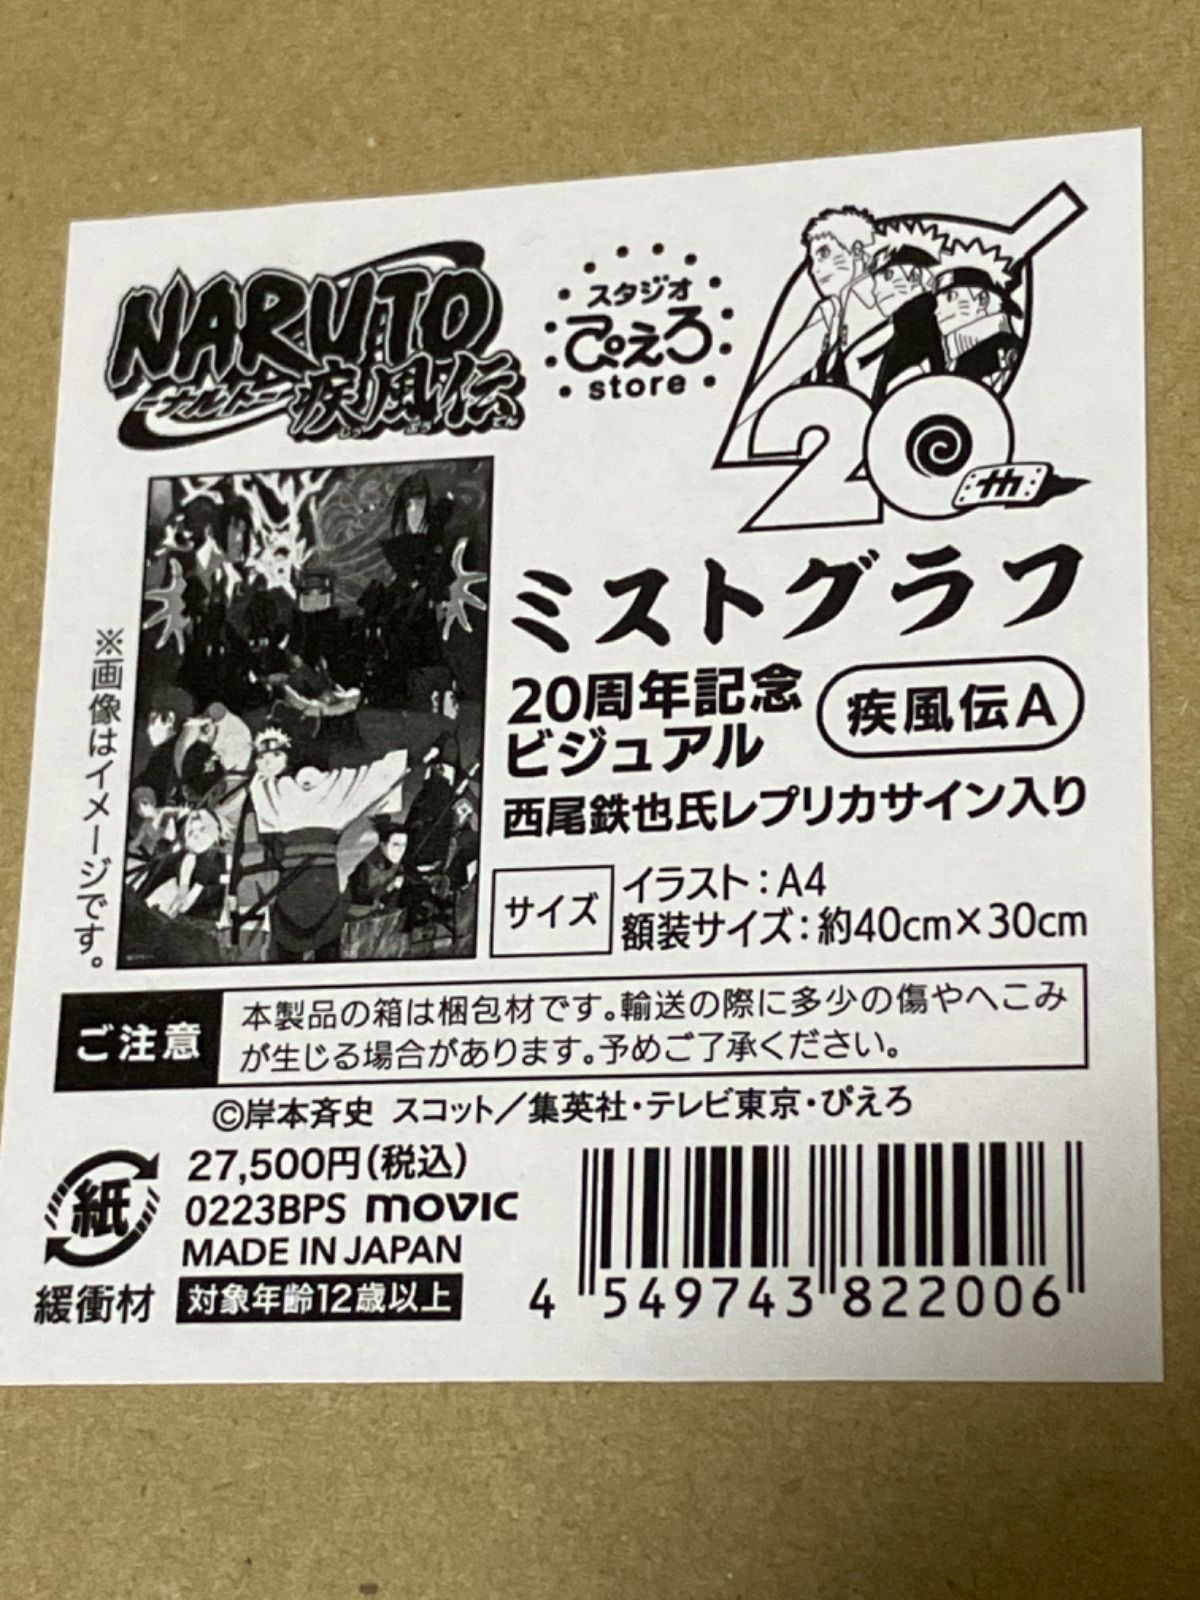 NARUTO
-ナルト-
疾風伝
しっ ぷう でん
スタジオ
ぴえろ
store
20
th
ミストグラフ
20周年記念
ビジュアル
疾風伝A
西尾鉄也氏レプリカサイン入り
サイズ
イラスト:A4
額装サイズ:約40cm×30cm
※画像はイメージです。
ご注意
本製品の箱は梱包材です。輸送の際に多少の傷やへこみ
が生じる場合があります。予めご了承ください。
©岸本斉史 スコット/集英社・テレビ東京・ぴえろ
紙
緩衝材
27,500円(税込)
0223BPS movic
MADE IN JAPAN
対象年齢12歳以上
4 549743 822006